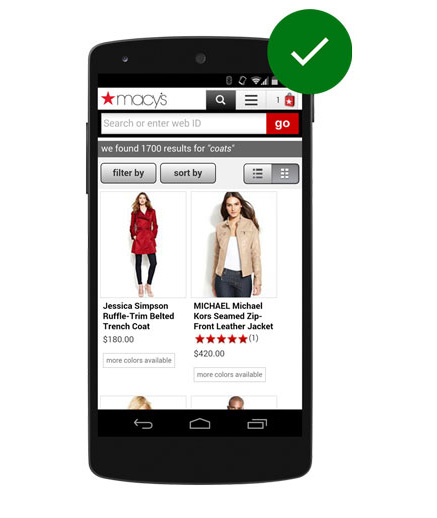 macy's
1
Search or enter web ID
go
we found 1700 results for "coats"
filter by
sort by
Jessica Simpson
Ruffle-Trim Belted
Trench Coat
$180.00
more colors available
MICHAEL Michael
Kors Seamed Zip-
Front Leather Jacket
(1)
$420.00
more colors available